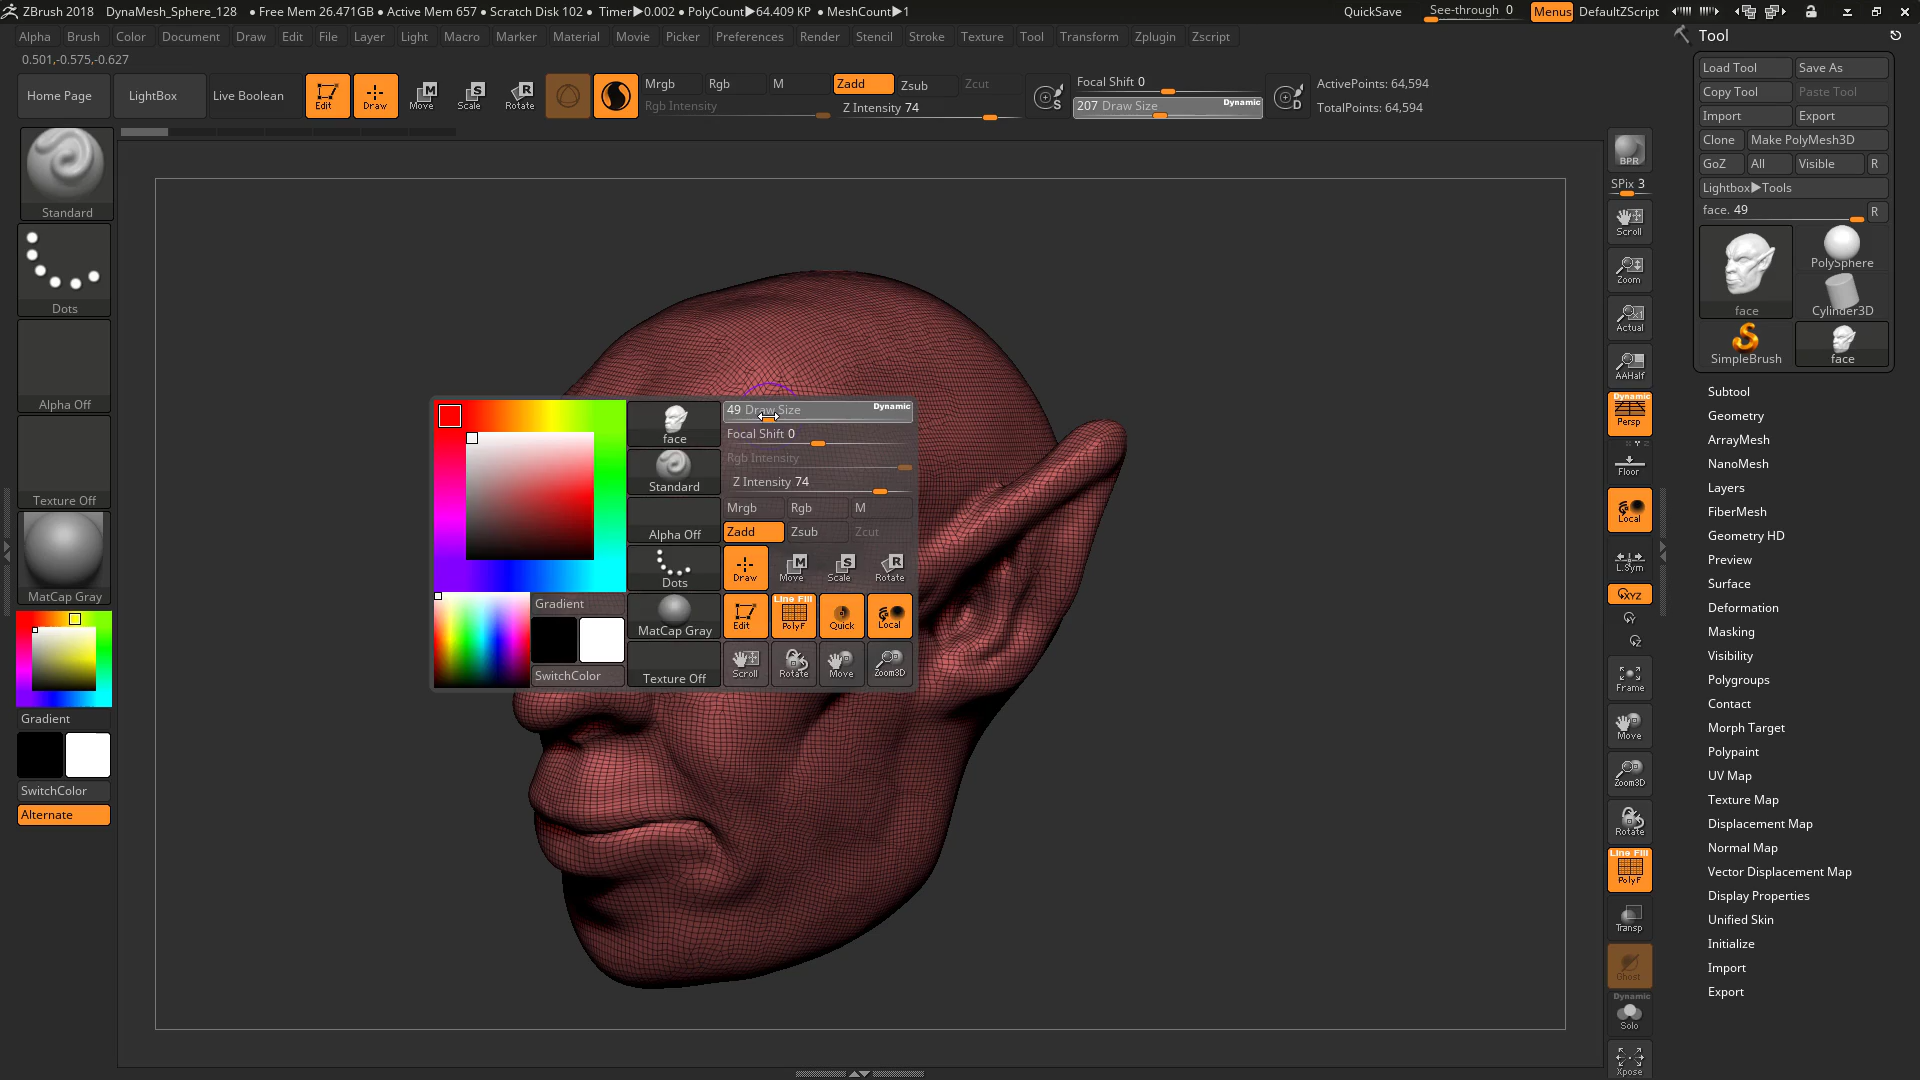 ZBrush 2018 DynaMesh_Sphere_128 • Free Mem 26.471GB • Active Mem 657 • Scratch Disk 102 • Timer▶0.002 • PolyCount▶64.409 KP • MeshCount▶1 QuickSave See-through 0 Menus DefaultZScript
Alpha Brush Color Document Draw Edit File Layer Light Macro Marker Material Movie Picker Preferences Render Stencil Stroke Texture Tool Transform Zplugin Zscript
0.501,-0.575,-0.627
Home Page LightBox Live Boolean Edit Draw Move Scale Rotate
Mrgb Rgb M Zadd Zsub Zcut
Rgb Intensity Z Intensity 74
Focal Shift 0
207 Draw Size Dynamic
ActivePoints: 64,594
TotalPoints: 64,594
Standard
Dots
Alpha Off
Texture Off
MatCap Gray
Gradient
SwitchColor
Alternate
Gradient
SwitchColor
face
Standard
Alpha Off
Dots
MatCap Gray
Texture Off
49 Draw Size Dynamic
Focal Shift 0
Rgb Intensity
Z Intensity 74
Mrgb Rgb M
Zadd Zsub Zcut
Draw Move Scale Rotate
Line Fill
Edit PolyF Quick Local
Scroll Rotate Move Zoom3D
BPR
SPix 3
Scroll
Zoom
Actual
AAHalf
Dynamic
Persp
Floor
Local
L.Sym
XYZ
Frame
Move
Zoom3D
Rotate
Line Fill
PolyF
Transp
Ghost
Dynamic
Solo
Xpose
Tool
Load Tool Save As
Copy Tool Paste Tool
Import Export
Clone Make PolyMesh3D
GoZ All Visible R
Lightbox▶Tools
face. 49 R
face
PolySphere
Cylinder3D
SimpleBrush
face
Subtool
Geometry
ArrayMesh
NanoMesh
Layers
FiberMesh
Geometry HD
Preview
Surface
Deformation
Masking
Visibility
Polygroups
Contact
Morph Target
Polypaint
UV Map
Texture Map
Displacement Map
Normal Map
Vector Displacement Map
Display Properties
Unified Skin
Initialize
Import
Export